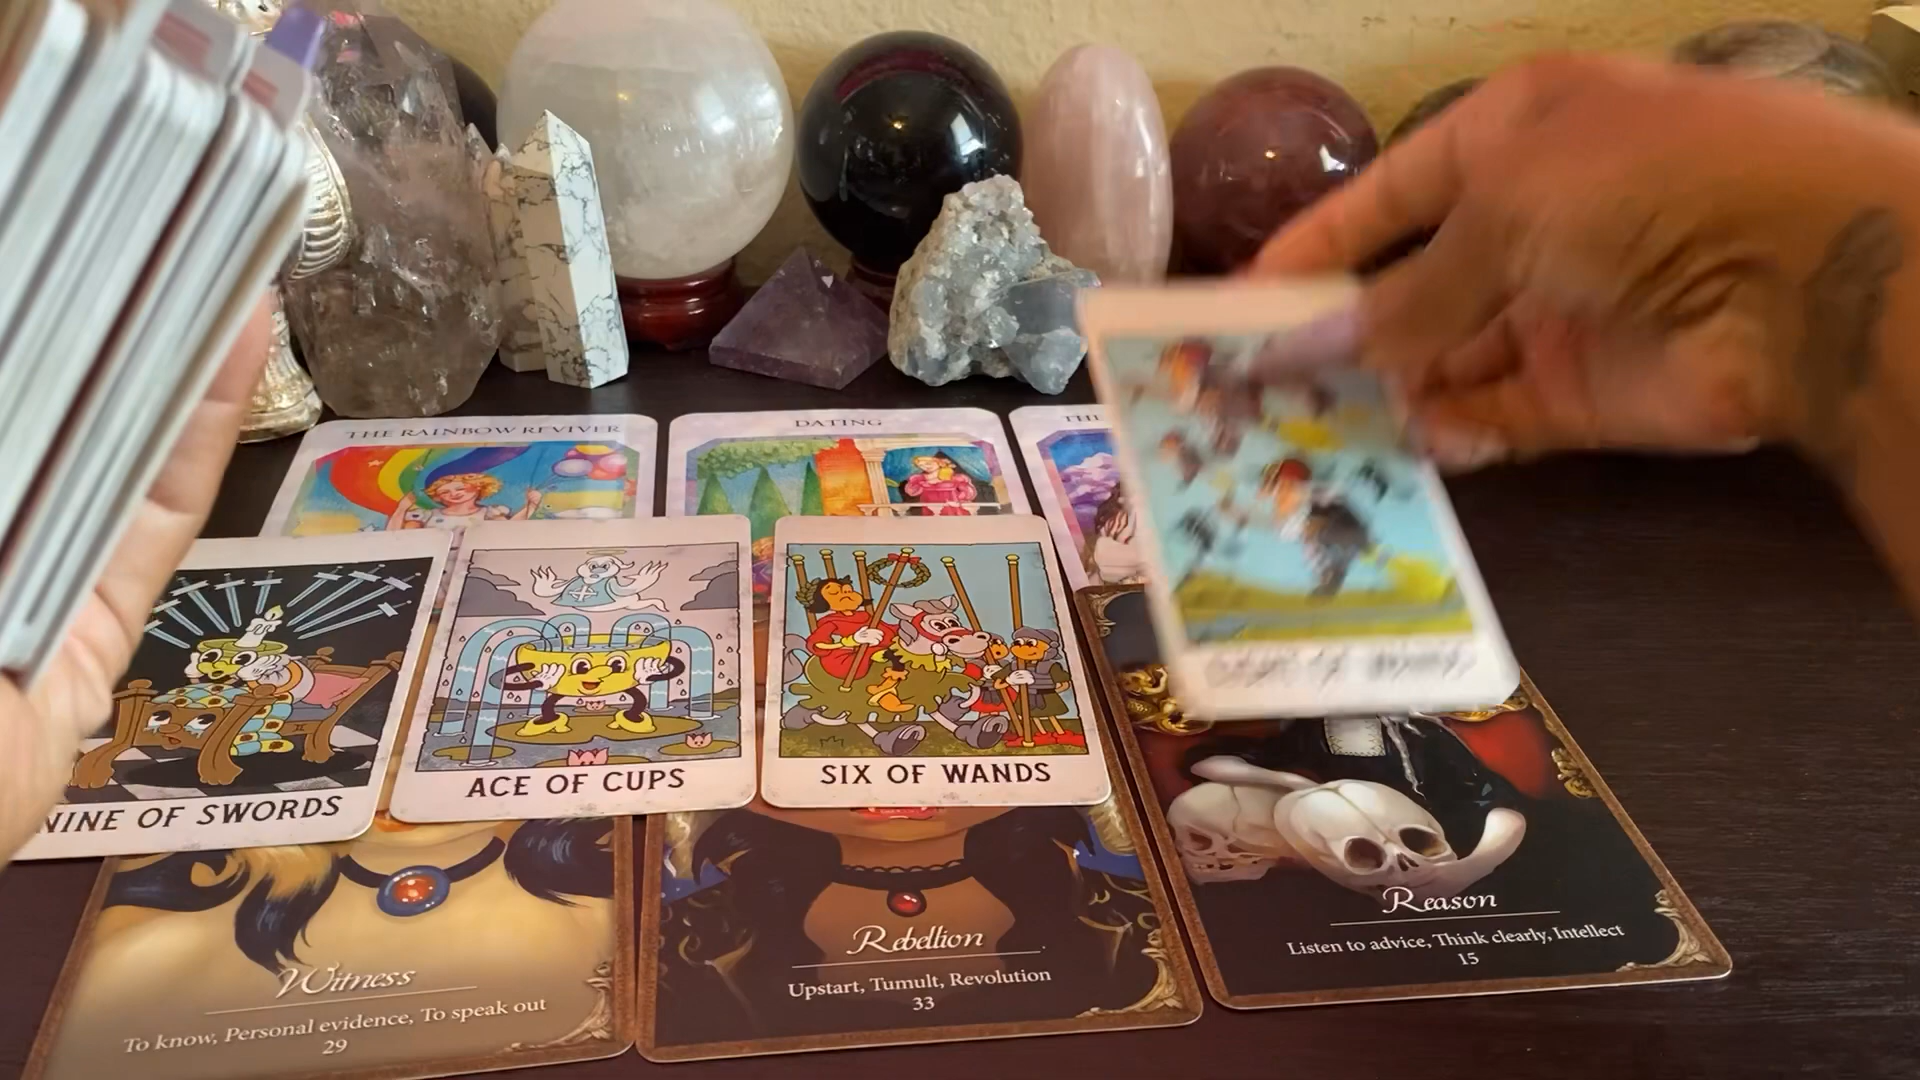 THE RAINBOW REVIVER
DATING
THE
NINE OF SWORDS
ACE OF CUPS
SIX OF WANDS
Witness
To know, Personal evidence, To speak out
29
Rebellion
Upstart, Tumult, Revolution
33
Reason
Listen to advice, Think clearly, Intellect
15